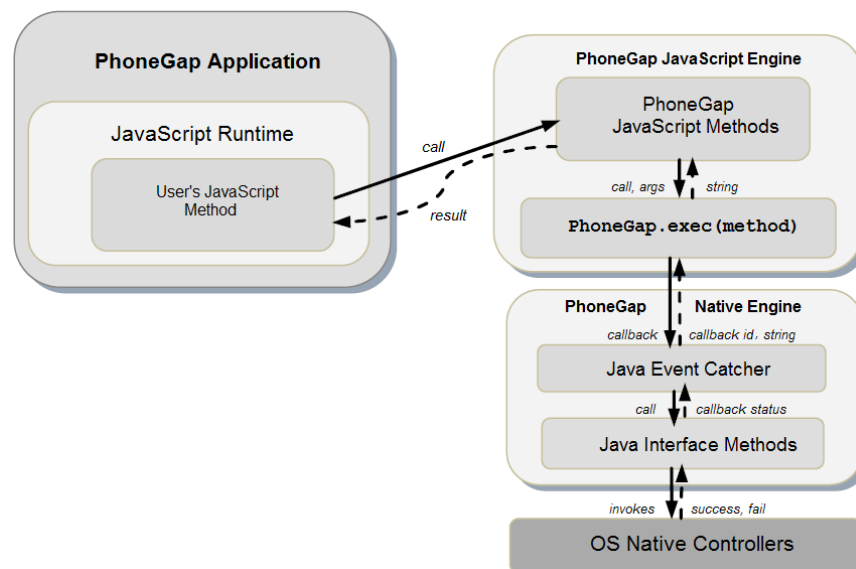 PhoneGap Application
JavaScript Runtime
User's JavaScript
Method
call
result
PhoneGap JavaScript Engine
PhoneGap
JavaScript Methods
call, args
string
PhoneGap.exec(method)
PhoneGap Native Engine
callback
callback id, string
Java Event Catcher
call
callback status
Java Interface Methods
invokes
success, fail
OS Native Controllers